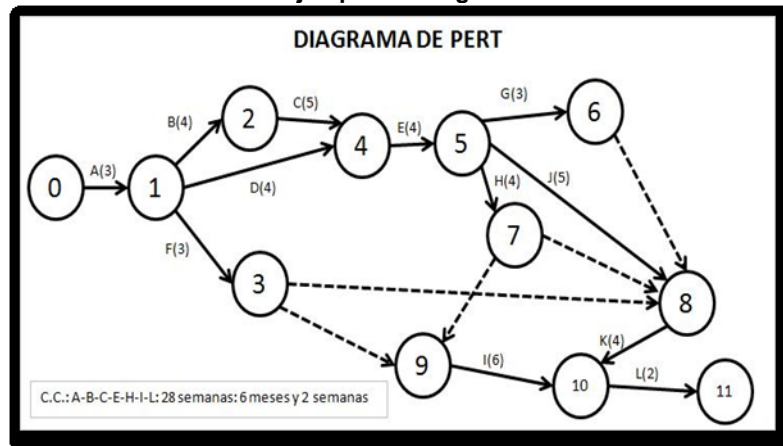 DIAGRAMA DE PERT
G(3)
6
2
C(5)
B(4)
4
E(4)
5
J(5)
H(4)
0
A(3)
1
D(4)
7
F(3)
3
8
K(4)
9
I(6)
10
L(2)
11
C.C.: A-B-C-E-H-I-L: 28 semanas: 6 meses y 2 semanas